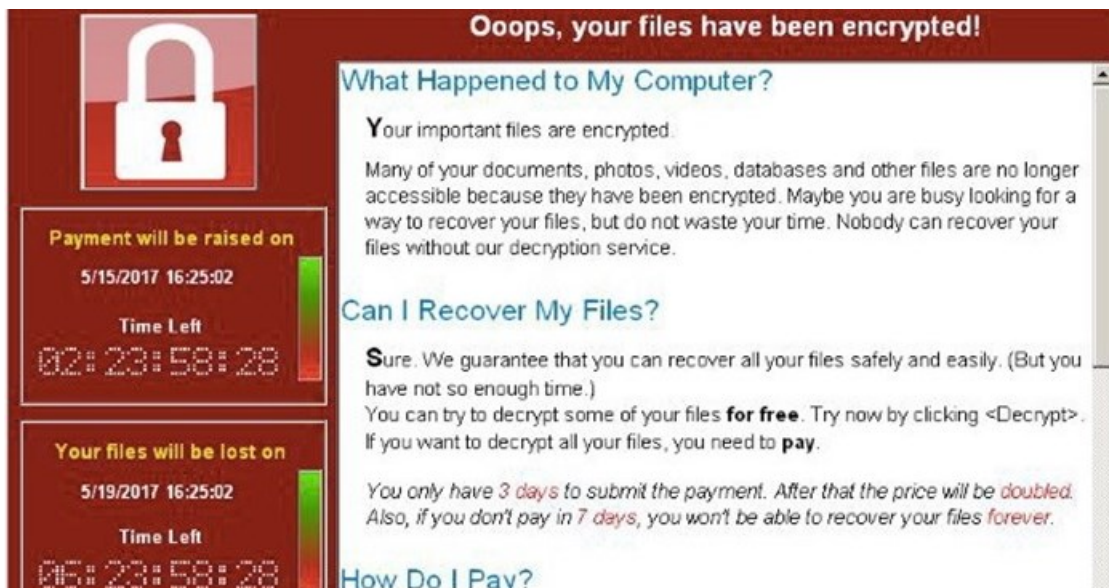 Ooops, your files have been encrypted!
Payment will be raised on
5/15/2017 16:25:02
Time Left
02:23:58:28
Your files will be lost on
5/19/2017 16:25:02
Time Left
06:23:58:28
What Happened to My Computer?
Your important files are encrypted.
Many of your documents, photos, videos, databases and other files are no longer
accessible because they have been encrypted. Maybe you are busy looking for a
way to recover your files, but do not waste your time. Nobody can recover your
files without our decryption service.
Can I Recover My Files?
Sure. We guarantee that you can recover all your files safely and easily. (But you
have not so enough time.)
You can try to decrypt some of your files for free. Try now by clicking <Decrypt>.
If you want to decrypt all your files, you need to pay.
You only have 3 days to submit the payment. After that the price will be doubled.
Also, if you don't pay in 7 days, you won't be able to recover your files forever.
How Do I Pay?